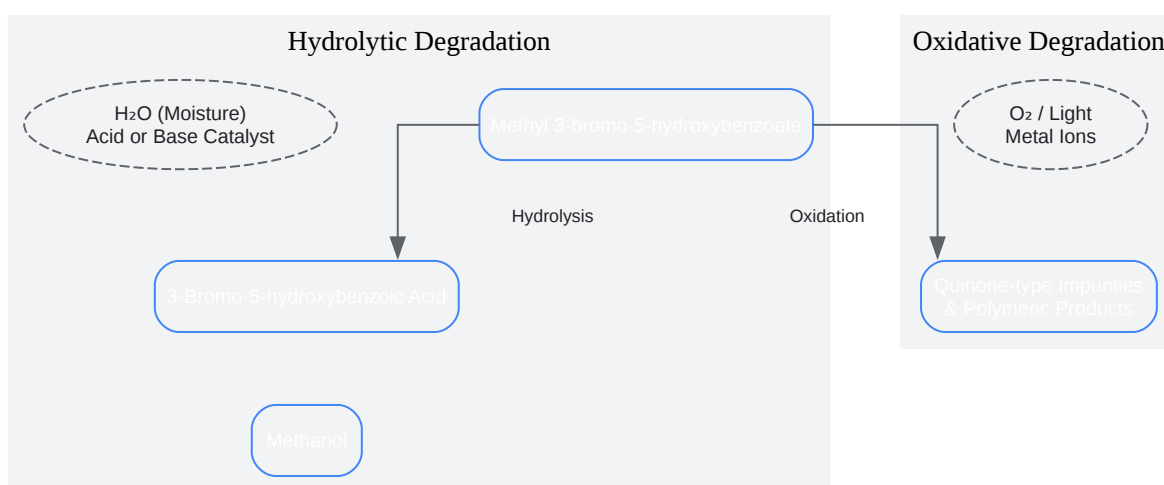 Hydrolytic Degradation
Oxidative Degradation
H₂O (Moisture)
Acid or Base Catalyst
Methyl 3-bromo-5-hydroxybenzoate
O₂ / Light
Metal Ions
Hydrolysis
Oxidation
3-Bromo-5-hydroxybenzoic Acid
Quinone-type Impurities
& Polymeric Products
Methanol